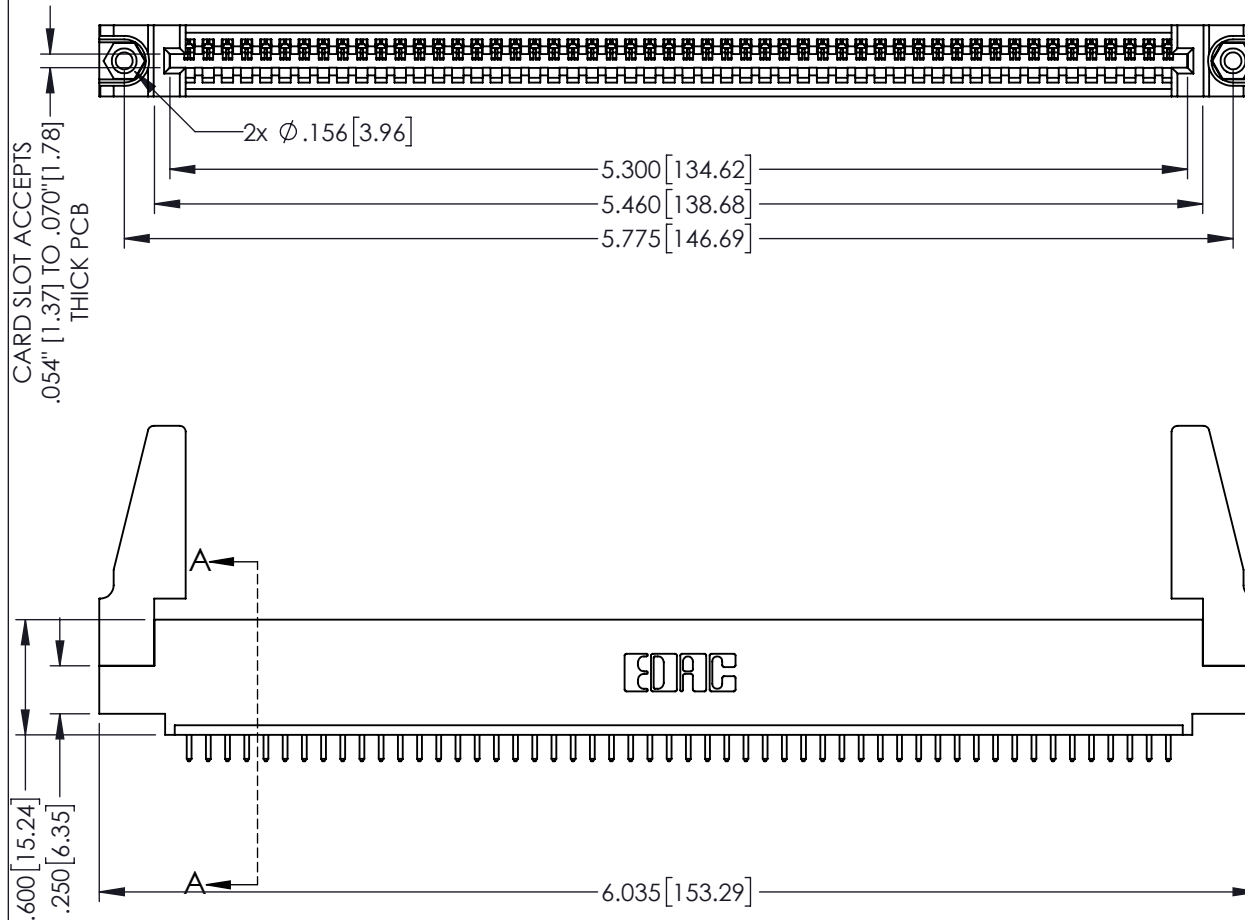 2x ∅ .156[3.96]
5.300[134.62]
5.460[138.68]
5.775[146.69]
CARD SLOT ACCEPTS
.054" [1.37] TO .070"[1.78]
THICK PCB
A
EDAC
.600[15.24]
.250[6.35]
A
6.035[153.29]